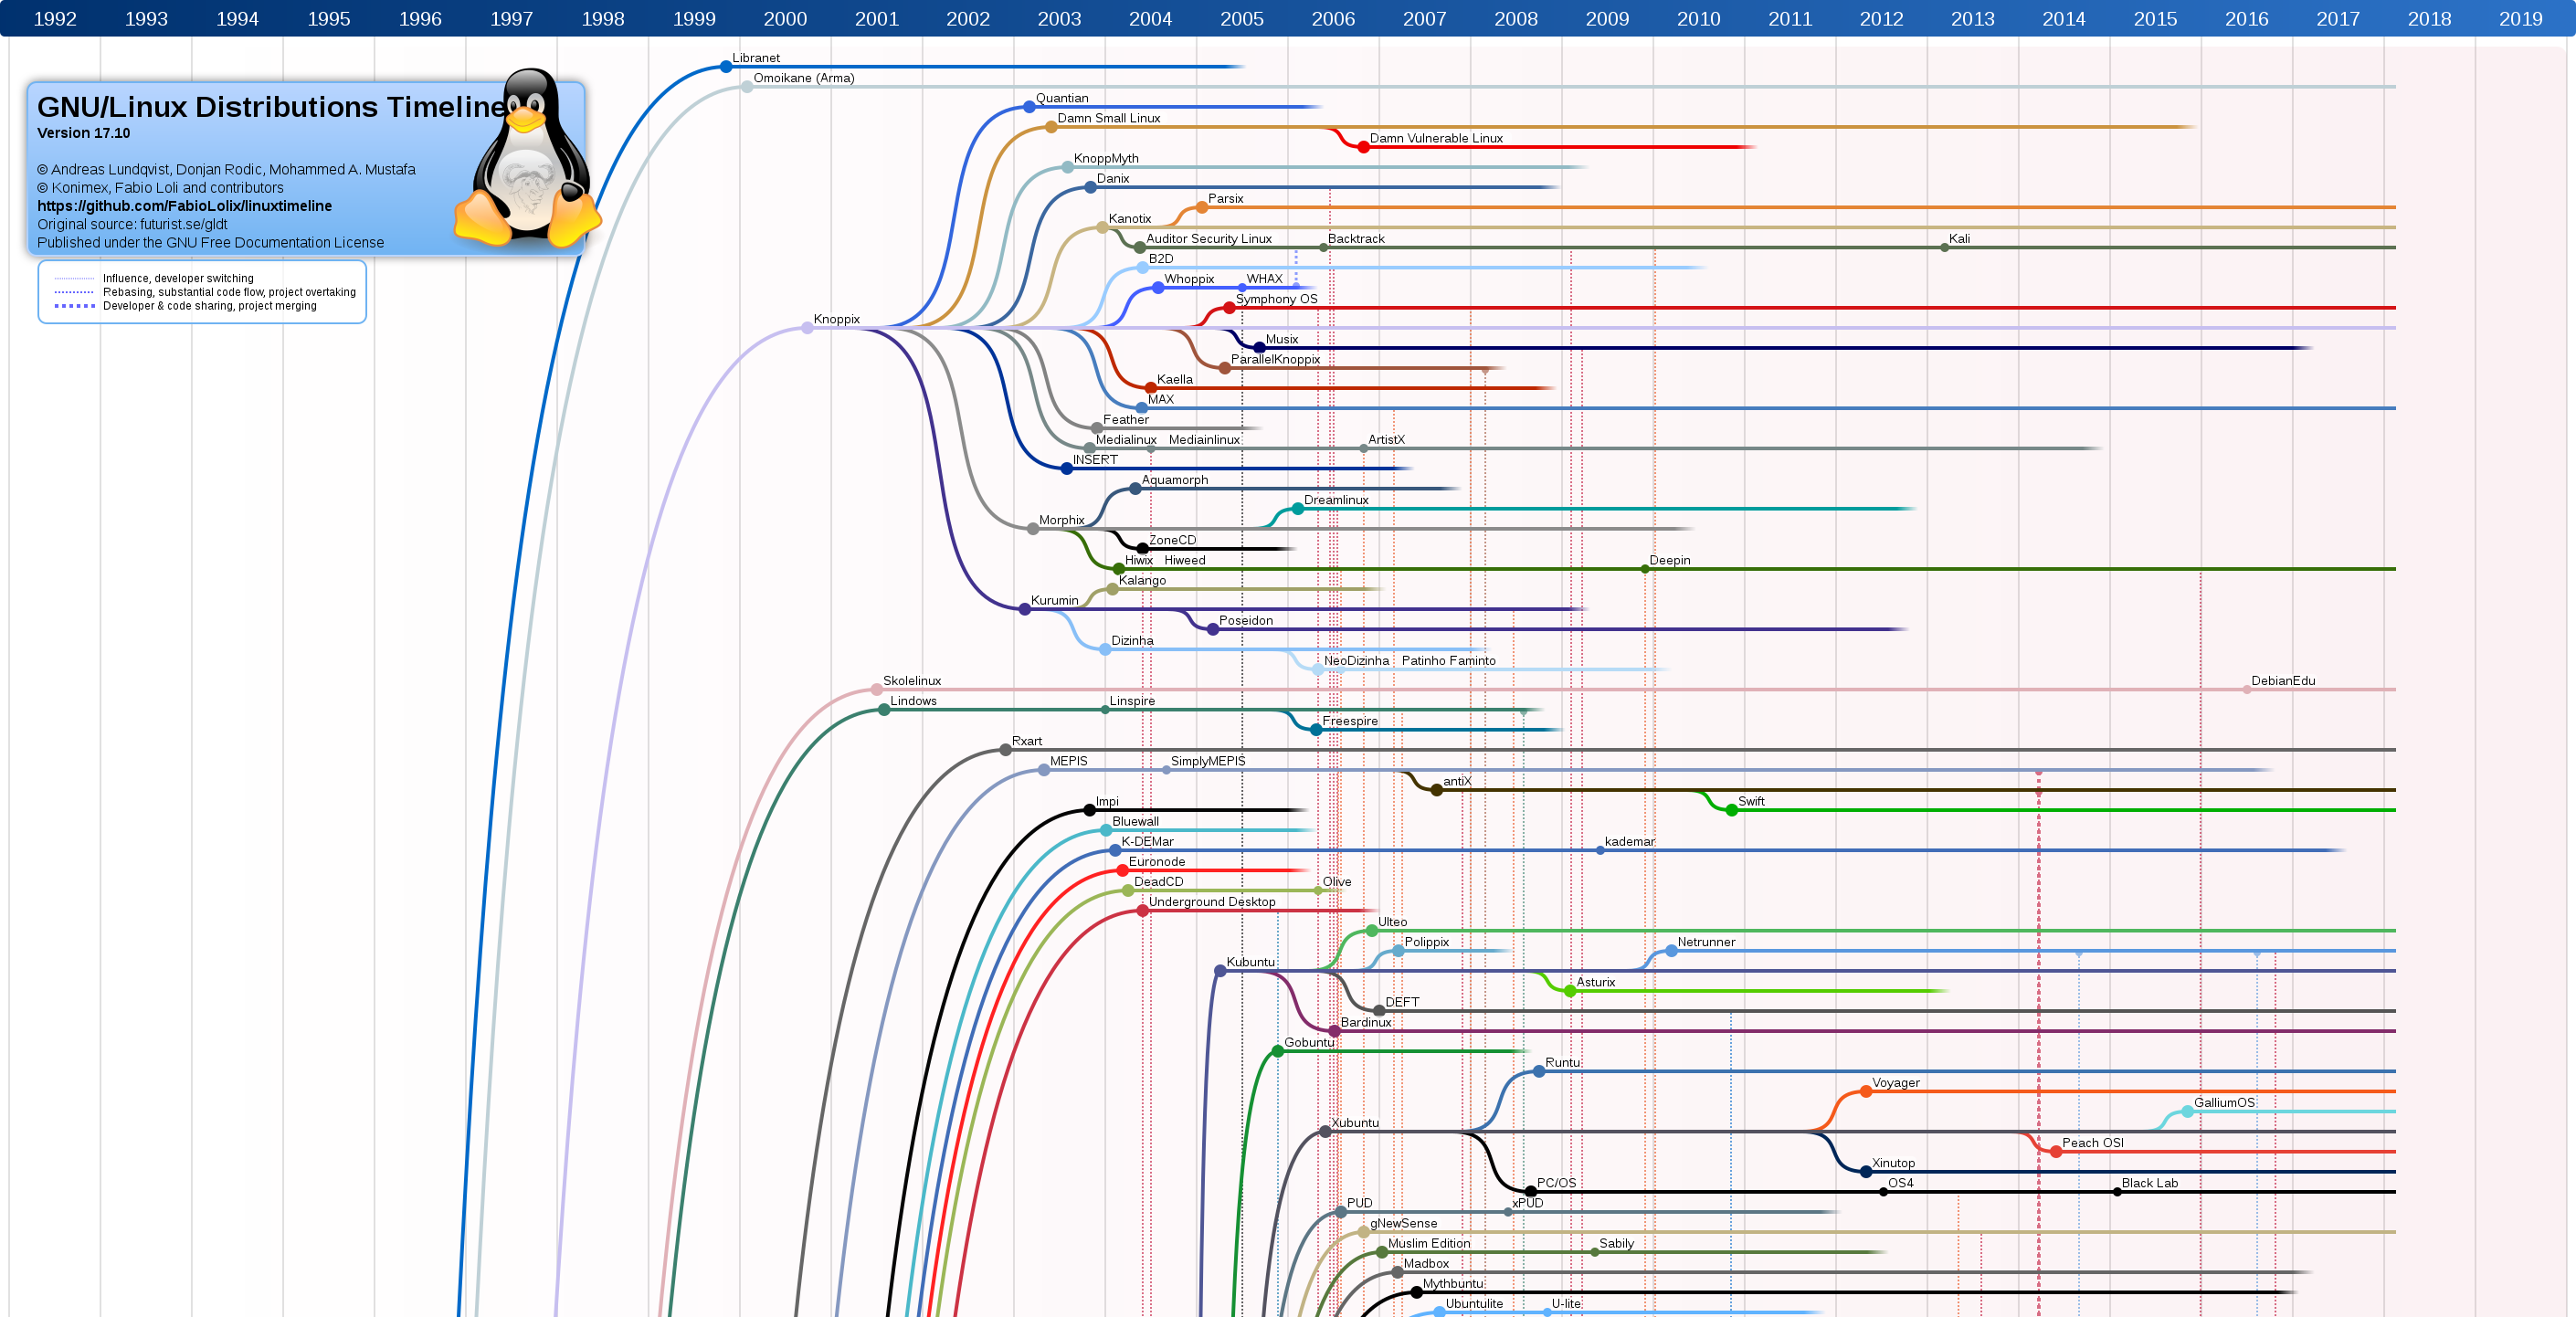 1992 1993 1994 1995 1996 1997 1998 1999 2000 2001 2002 2003 2004 2005 2006 2007 2008 2009 2010 2011 2012 2013 2014 2015 2016 2017 2018 2019
GNU/Linux Distributions Timeline
Version 17.10
© Andreas Lundqvist, Donjan Rodic, Mohammed A. Mustafa
© Konimex, Fabio Loli and contributors
https://github.com/FabioLolix/linuxtimeline
Original source: futurist.se/gldt
Published under the GNU Free Documentation License
Influence, developer switching
Rebasing, substantial code flow, project overtaking
Developer & code sharing, project merging
Libranet
Omoikane (Arma)
Quantian
Damn Small Linux
Damn Vulnerable Linux
KnoppMyth
Danix
Parsix
Kanotix
Auditor Security Linux Backtrack Kali
B2D
Whoppix WHAX
Symphony OS
Knoppix
Musix
ParallelKnoppix
Kaella
MAX
Feather
Medialinux Mediainlinux ArtistX
INSERT
Aquamorph
Dreamlinux
Morphix
ZoneCD
Hiwix Hiweed Deepin
Kalango
Kurumin
Poseidon
Dizinha
NeoDizinha Patinho Faminto
Skolelinux DebianEdu
Lindows Linspire
Freespire
Rxart
MEPIS SimplyMEPIS
antiX
Impi Swift
Bluewall
K-DEMar kademar
Euronode
DeadCD Olive
Underground Desktop
Ulteo
Polippix Netrunner
Kubuntu
Asturix
DEFT
Bardinux
Gobuntu
Runtu
Voyager
GalliumOS
Xubuntu
Peach OSI
Xinutop
PC/OS OS4 Black Lab
PUD xPUD
gNewSense
Muslim Edition Sabily
Madbox
Mythbuntu
Ubuntulite U-lite